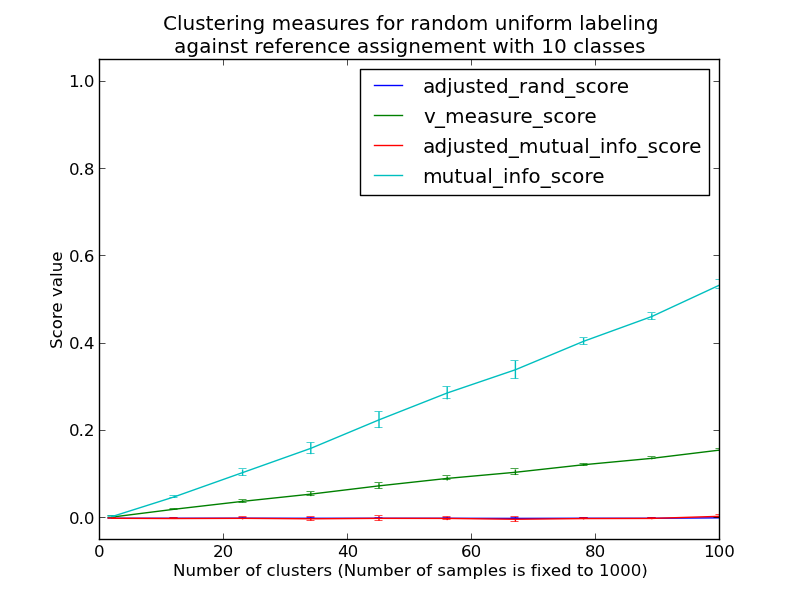 Clustering measures for random uniform labeling
against reference assignement with 10 classes
adjusted_rand_score
v_measure_score
adjusted_mutual_info_score
mutual_info_score
Score value
1.0
0.8
0.6
0.4
0.2
0.0
0 20 40 60 80 100
Number of clusters (Number of samples is fixed to 1000)